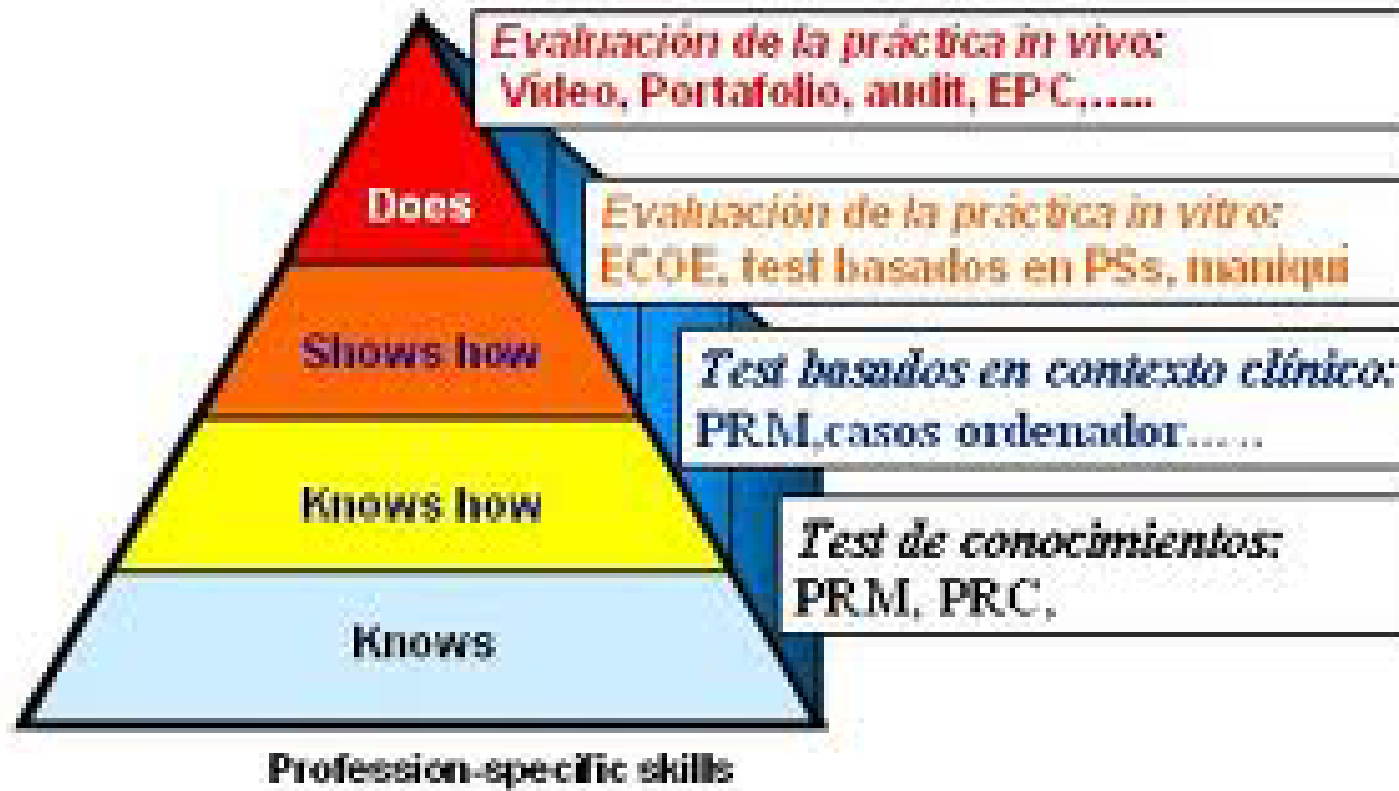 Evaluación de la práctica in vivo:
Video, Portafolio, audit, EPC,.....
Does
Evaluación de la práctica in vitro:
ECOE, test basados en PSs, maniqui
Shows how
Test basados en contexto clínico:
PRM,casos ordenador.....
Knows how
Test de conocimientos:
PRM, PRC,
Knows
Profession-specific skills